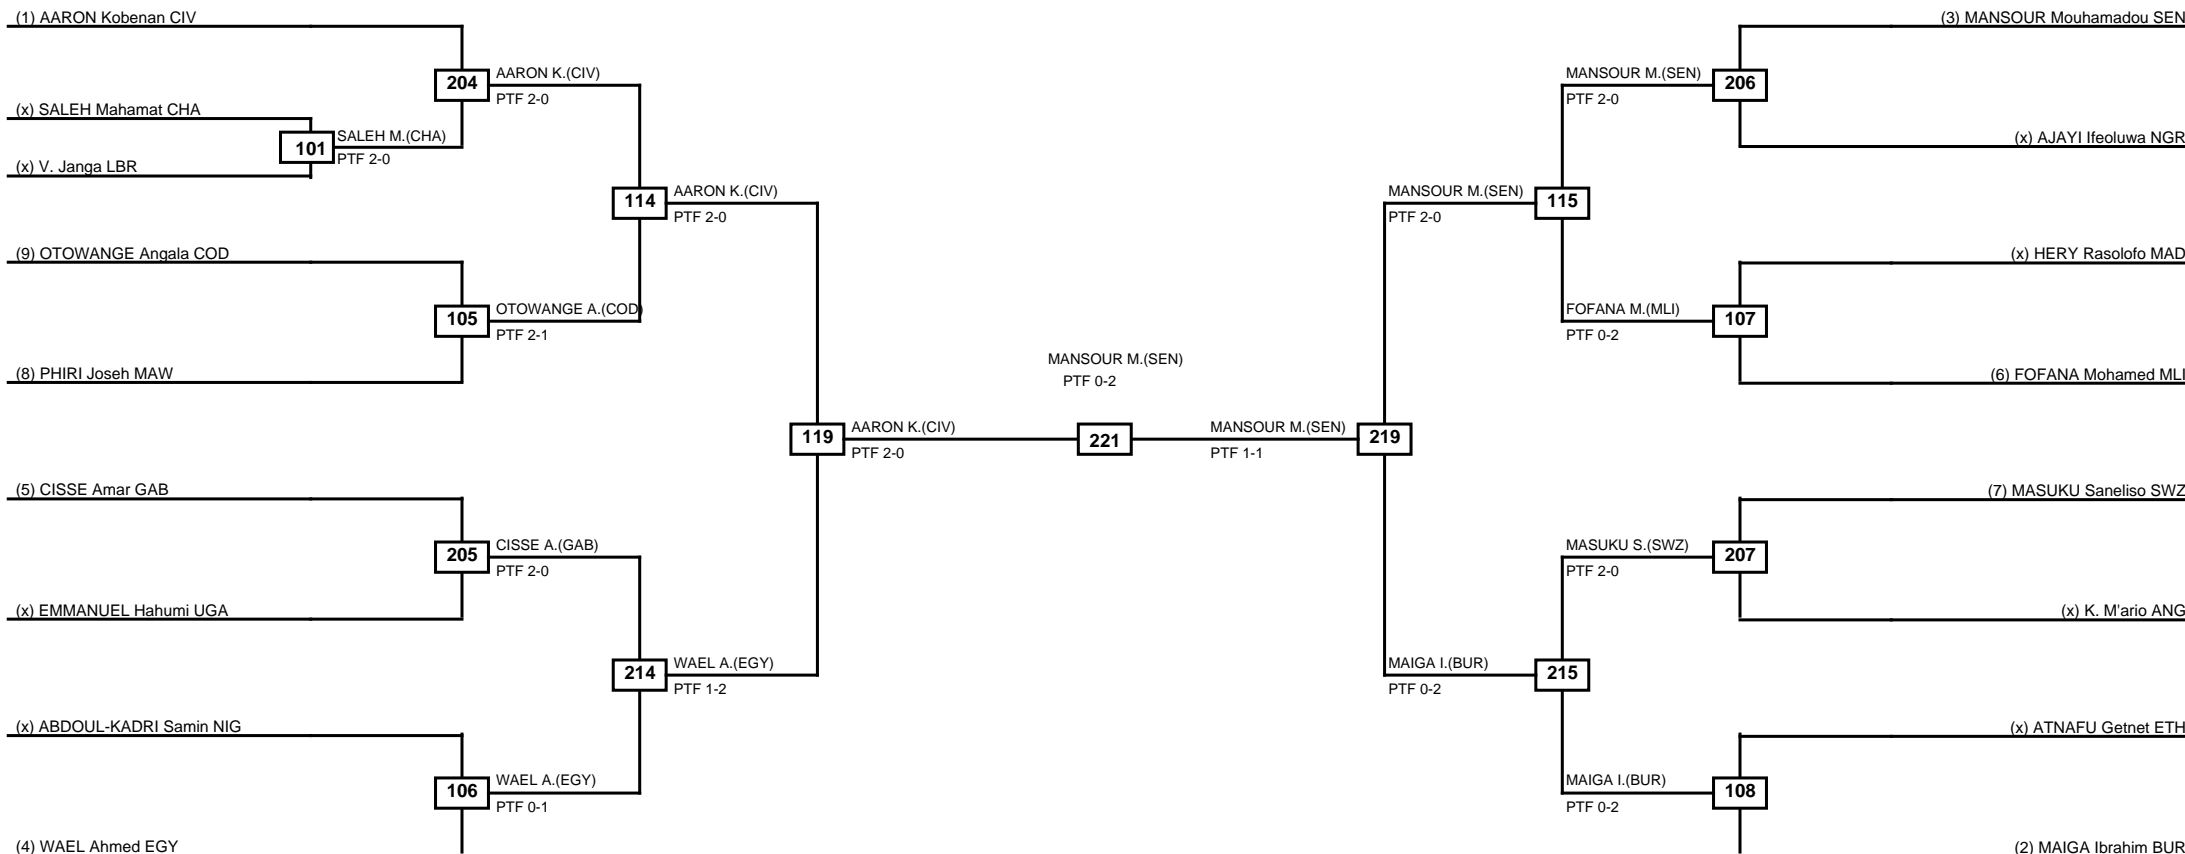 (1) AARON Kobenan CIV
(x) SALEH Mahamat CHA
(x) V. Janga LBR
(9) OTOWANGE Angala COD
(8) PHIRI Joseh MAW
(5) CISSE Amar GAB
(x) EMMANUEL Hahumi UGA
(x) ABDOUL-KADRI Samin NIG
(4) WAEL Ahmed EGY
101
SALEH M.(CHA)
PTF 2-0
204
AARON K.(CIV)
PTF 2-0
105
OTOWANGE A.(COD)
PTF 2-1
205
CISSE A.(GAB)
PTF 2-0
106
WAEL A.(EGY)
PTF 0-1
114
AARON K.(CIV)
PTF 2-0
214
WAEL A.(EGY)
PTF 1-2
119
AARON K.(CIV)
PTF 2-0
MANSOUR M.(SEN)
PTF 0-2
221
MANSOUR M.(SEN)
PTF 1-1
219
MANSOUR M.(SEN)
PTF 2-0
115
MAIGA I.(BUR)
PTF 0-2
215
MANSOUR M.(SEN)
PTF 2-0
206
FOFANA M.(MLI)
PTF 0-2
107
MASUKU S.(SWZ)
PTF 2-0
207
MAIGA I.(BUR)
PTF 0-2
108
(3) MANSOUR Mouhamadou SEN
(x) AJAYI Ifeoluwa NGR
(x) HERY Rasolofo MAD
(6) FOFANA Mohamed MLI
(7) MASUKU Saneliso SWZ
(x) K. M'ario ANG
(x) ATNAFU Getnet ETH
(2) MAIGA Ibrahim BUR